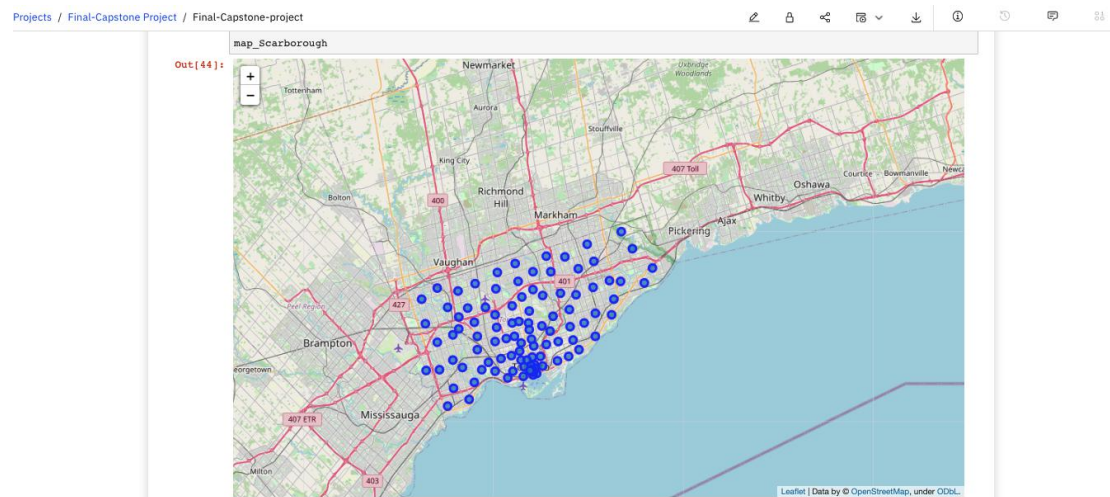 Projects / Final-Capstone Project / Final-Capstone-project
map_Scarborough
Out[44]:
+
−
Newmarket
Uxbridge
Woodlands
Tottenham
Aurora
Stouffville
King City
407 Toll
Courtice
Bowmanville
Newca
Oshawa
Bolton
400
Richmond
Hill
Whitby
Markham
Ajax
Pickering
Vaughan
401
427
Peel Region
Brampton
eorgetown
Mississauga
407 ETR
Milton
403
Leaflet | Data by © OpenStreetMap, under ODbL.